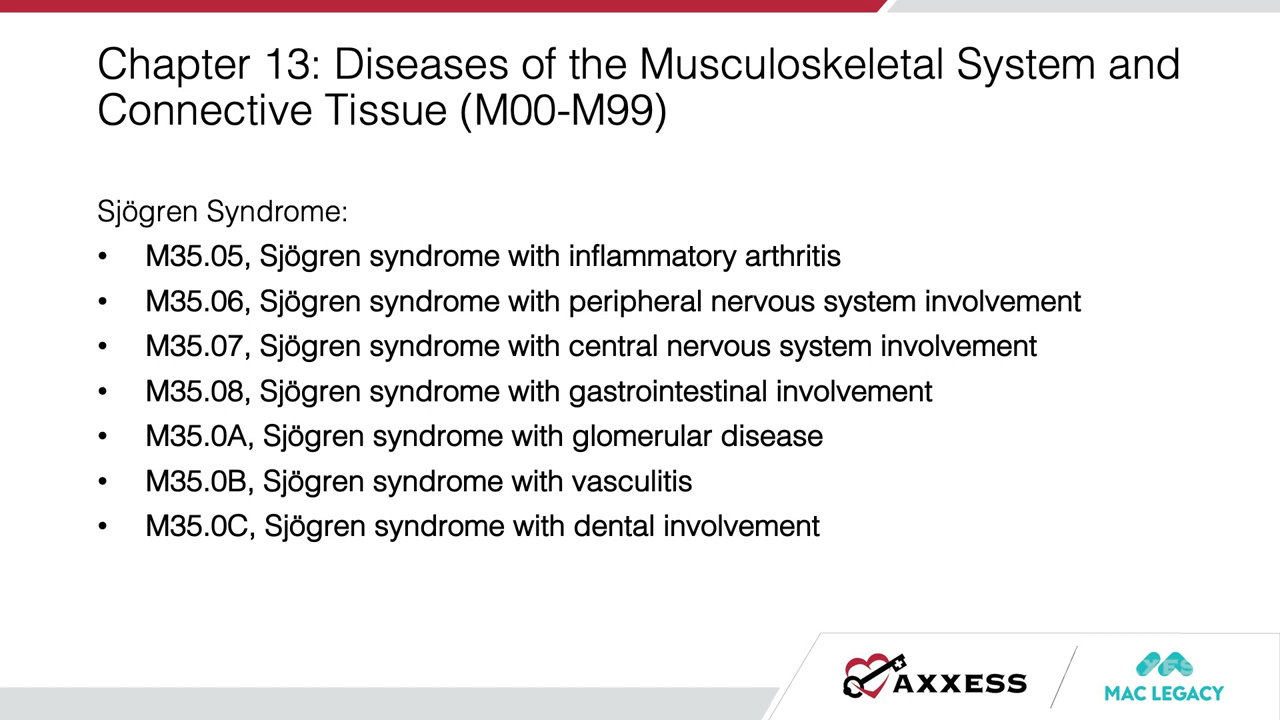 Chapter 13: Diseases of the Musculoskeletal System and
Connective Tissue (M00-M99)
Sjögren Syndrome:
• M35.05, Sjögren syndrome with inflammatory arthritis
• M35.06, Sjögren syndrome with peripheral nervous system involvement
• M35.07, Sjögren syndrome with central nervous system involvement
• M35.08, Sjögren syndrome with gastrointestinal involvement
• M35.0A, Sjögren syndrome with glomerular disease
• M35.0B, Sjögren syndrome with vasculitis
• M35.0C, Sjögren syndrome with dental involvement
AXXESS
MAC LEGACY